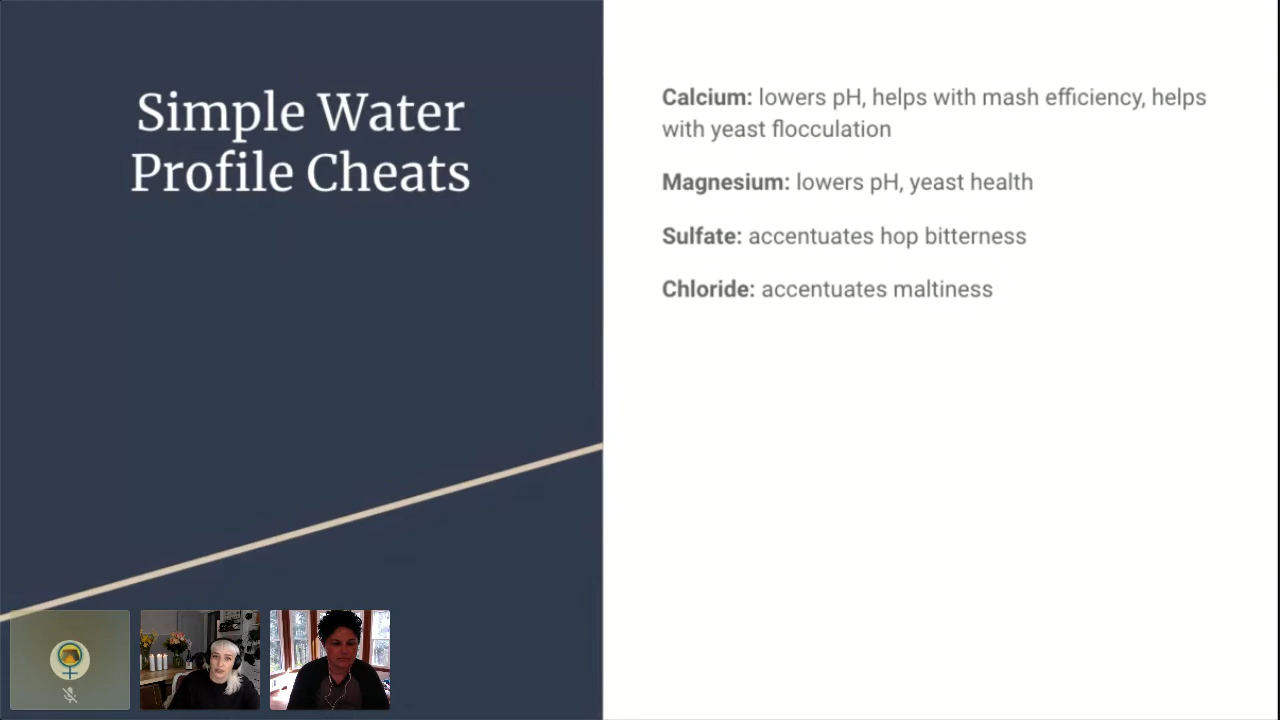 Simple Water
Profile Cheats
Calcium: lowers pH, helps with mash efficiency, helps
with yeast flocculation
Magnesium: lowers pH, yeast health
Sulfate: accentuates hop bitterness
Chloride: accentuates maltiness